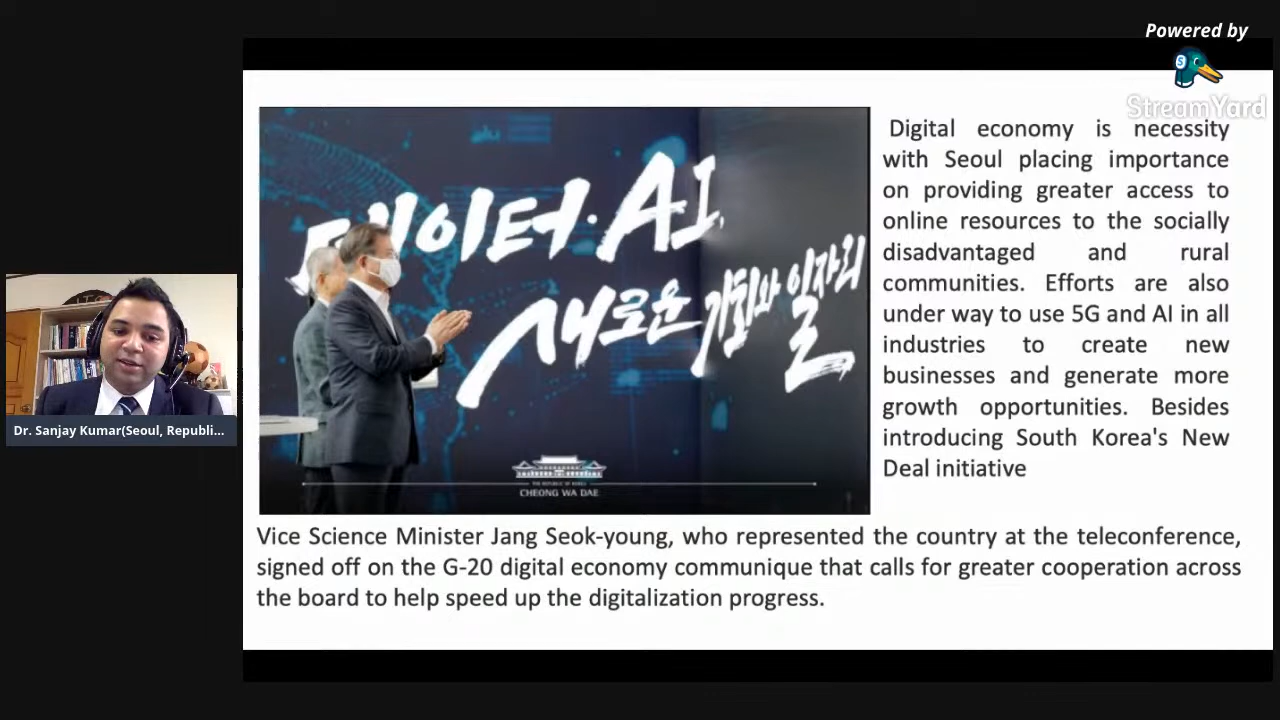 Powered by
StreamYard
데이터·AI,
새로운 기회와 일자리
THE REPUBLIC OF KOREA
CHEONG WA DAE
Digital economy is necessity
with Seoul placing importance
on providing greater access to
online resources to the socially
disadvantaged and rural
communities. Efforts are also
under way to use 5G and AI in all
industries to create new
businesses and generate more
growth opportunities. Besides
introducing South Korea's New
Deal initiative
Vice Science Minister Jang Seok-young, who represented the country at the teleconference,
signed off on the G-20 digital economy communique that calls for greater cooperation across
the board to help speed up the digitalization progress.
Dr. Sanjay Kumar(Seoul, Republi...